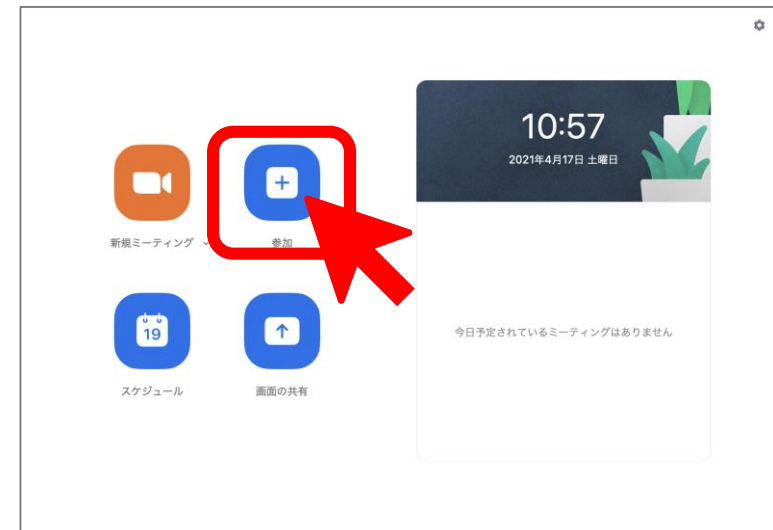 10:57
2021年4月17日 土曜日
新規ミーティング
参加
19
スケジュール
画面の共有
今日予定されているミーティングはありません